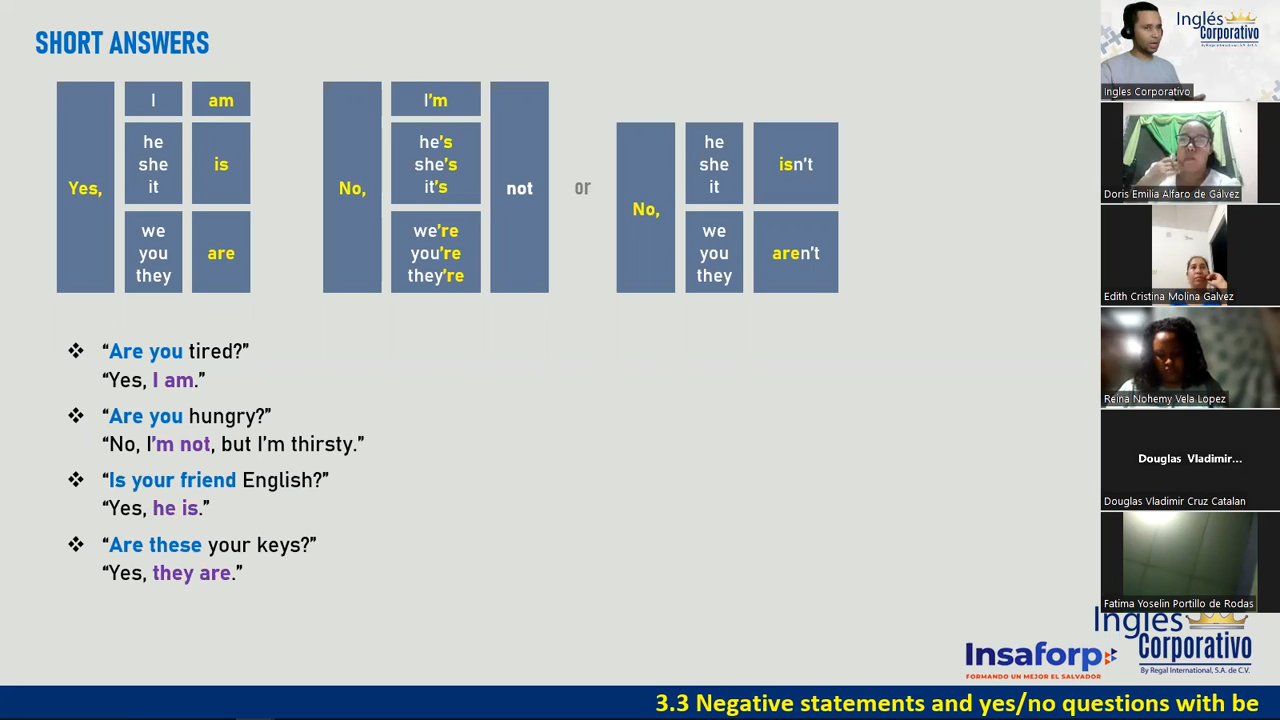 SHORT ANSWERS
Yes,
I
am
he
she
it
is
we
you
they
are
No,
I'm
he's
she's
it's
we're
you're
they're
not
or
No,
he
she
it
isn't
we
you
they
aren't
❖ “Are you tired?”
“Yes, I am.”
❖ “Are you hungry?”
“No, I’m not, but I’m thirsty.”
❖ “Is your friend English?”
“Yes, he is.”
❖ “Are these your keys?”
“Yes, they are.”
Inglés
Corporativo
By Regal International, S.A. de C.V.
Ingles Corporativo
Doris Emilia Alfaro de Gálvez
Edith Cristina Molina Galvez
Reina Nohemy Vela Lopez
Douglas Vladimir...
Douglas Vladimir Cruz Catalan
Fatima Yoselin Portillo de Rodas
Insaforp
FORMANDO UN MEJOR EL SALVADOR
Inglés
Corporativo
By Regal International, S.A. de C.V.
3.3 Negative statements and yes/no questions with be